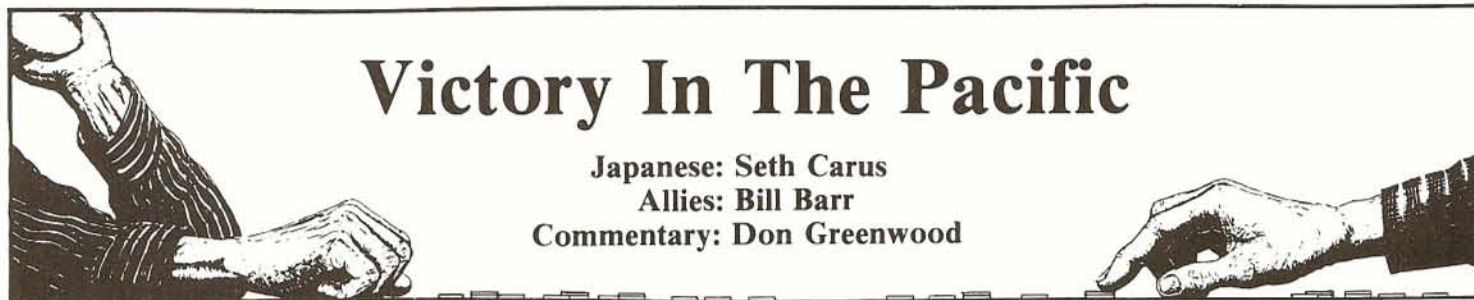 Victory In The Pacific
Japanese: Seth Carus
Allies: Bill Barr
Commentary: Don Greenwood